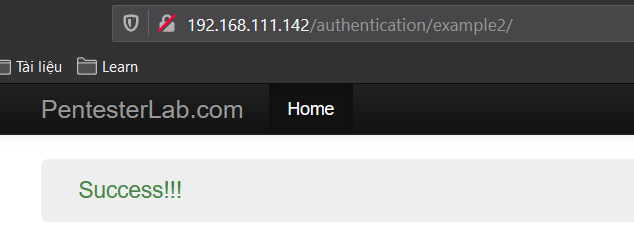 192.168.111.142/authentication/example2/
Tài liệu Learn
PentesterLab.com Home
Success!!!